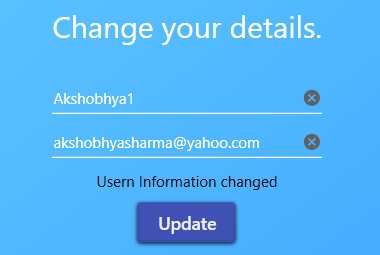 Change your details.
Akshobhya1
akshobhyasharma@yahoo.com
Usern Information changed
Update